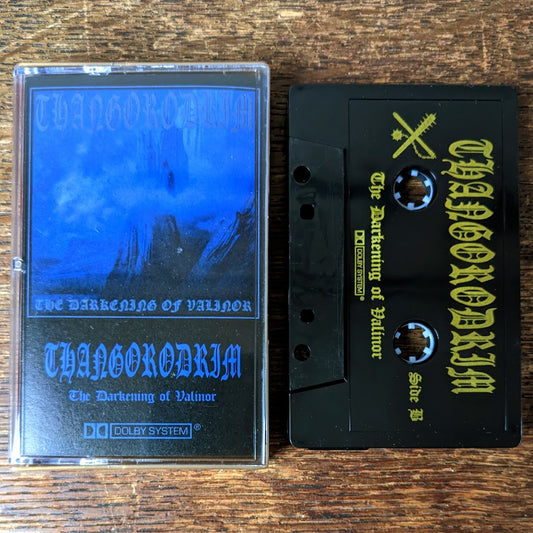 THANGORODRIM
THE DARKENING OF VALINOR
THANGORODRIM
The Darkening of Valinor
DOLBY SYSTEM®
THANGORODRIM
The Darkening of Valinor
DOLBY SYSTEM®
Side B